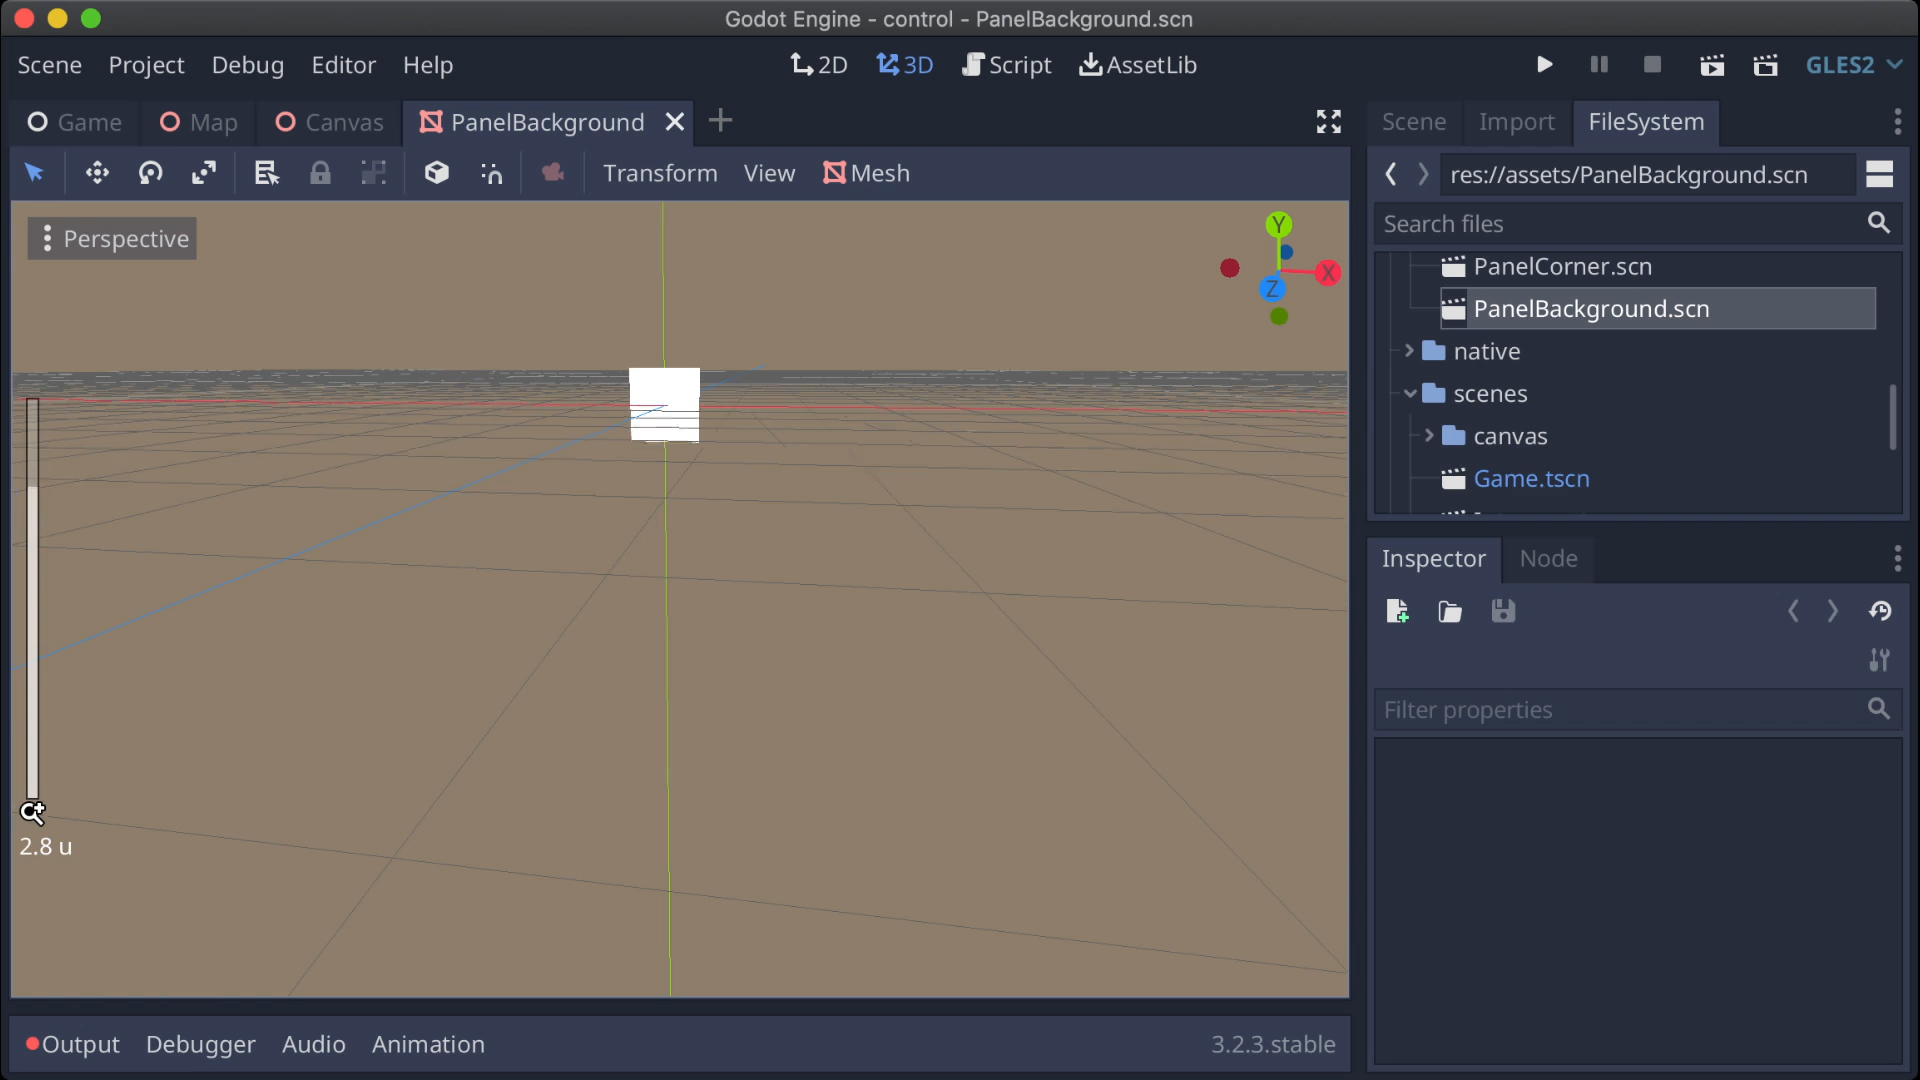 Godot Engine - control - PanelBackground.scn
Scene Project Debug Editor Help
2D 3D Script AssetLib
GLES2
Game Map Canvas PanelBackground
Scene Import FileSystem
Transform View Mesh
res://assets/PanelBackground.scn
Perspective
Y
X
Z
Search files
PanelCorner.scn
PanelBackground.scn
native
scenes
canvas
Game.tscn
Inspector Node
Filter properties
2.8 u
Output Debugger Audio Animation
3.2.3.stable